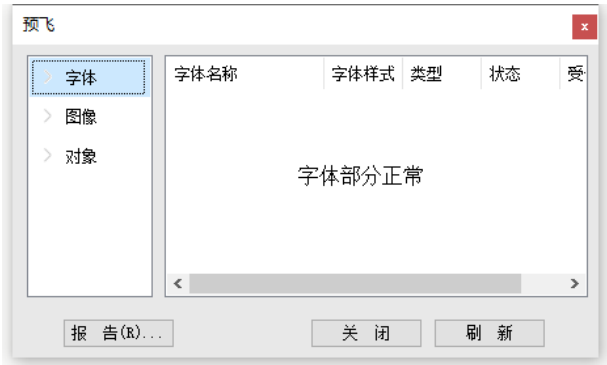 预飞
字体
图像
对象
字体名称 字体样式 类型 状态 受
字体部分正常
报 告(R)... 关 闭 刷 新